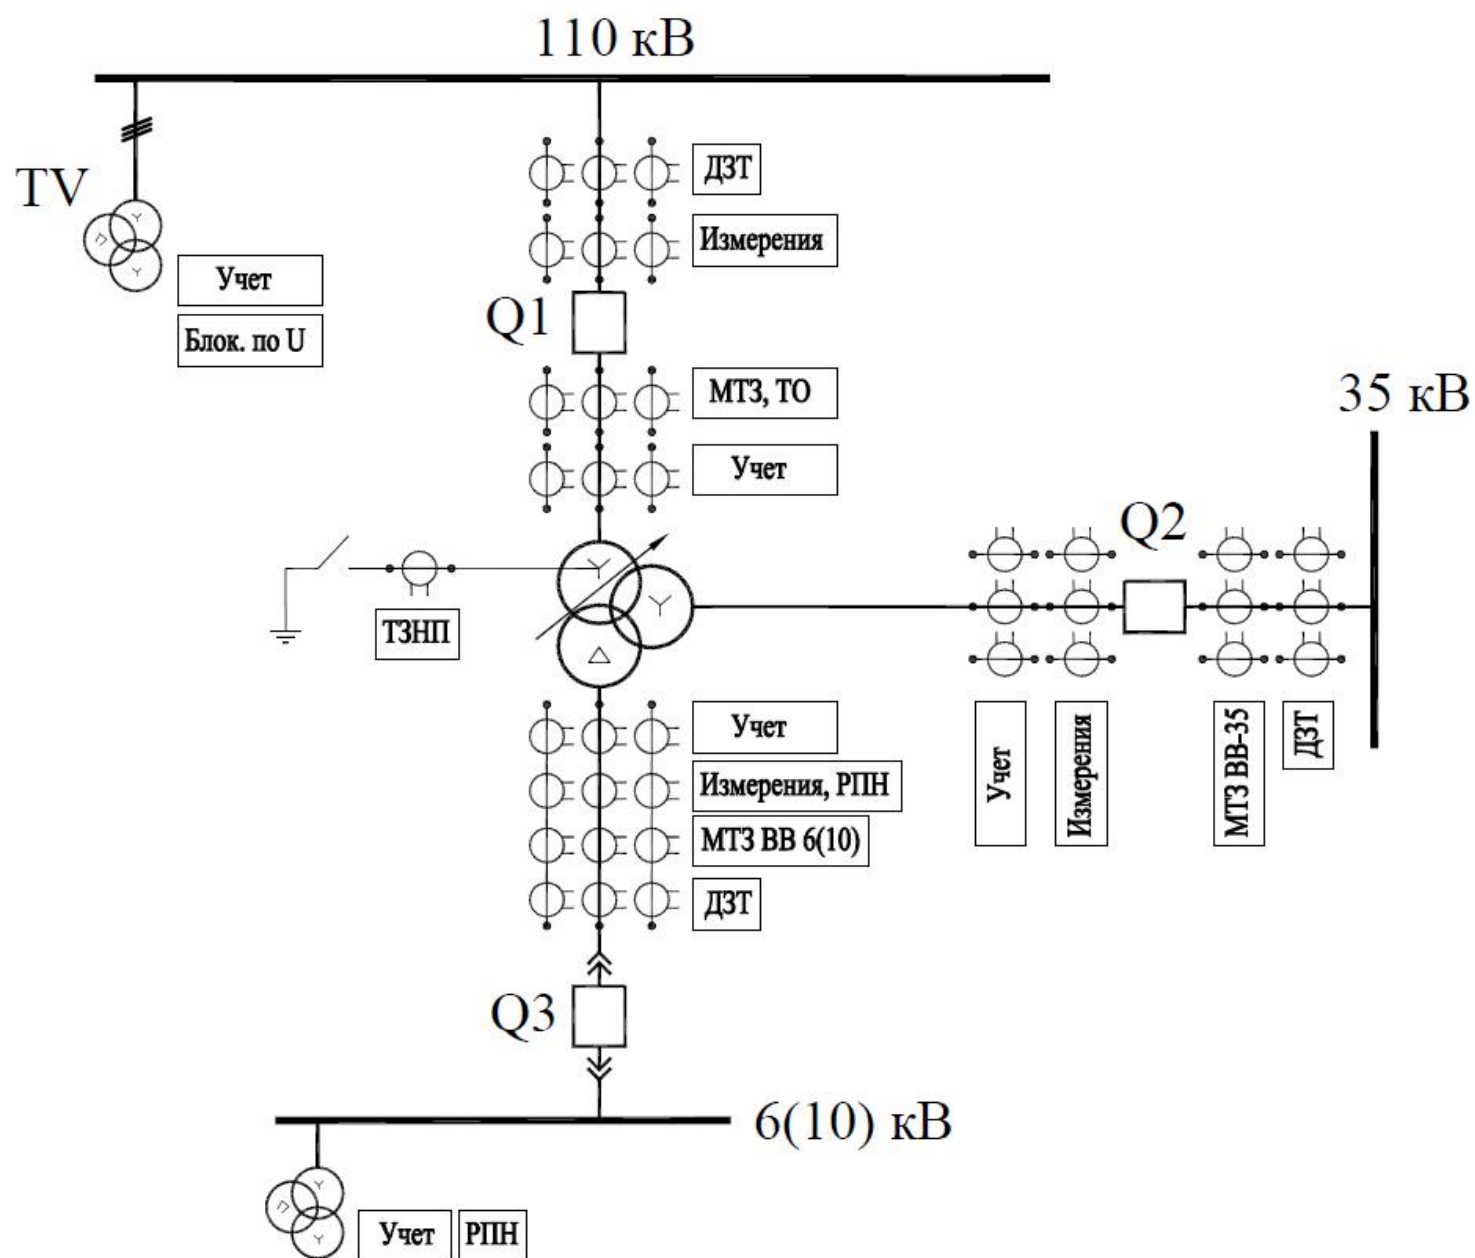 110 кВ
TV
ДЗТ
Измерения
Учет
Блок. по U
Q1
МТЗ, ТО
Учет
35 кВ
Q2
ТЗНП
Учет
Измерения
МТЗ ВВ-35
ДЗТ
Учет
Измерения, РПН
МТЗ ВВ 6(10)
ДЗТ
Q3
6(10) кВ
Учет
РПН